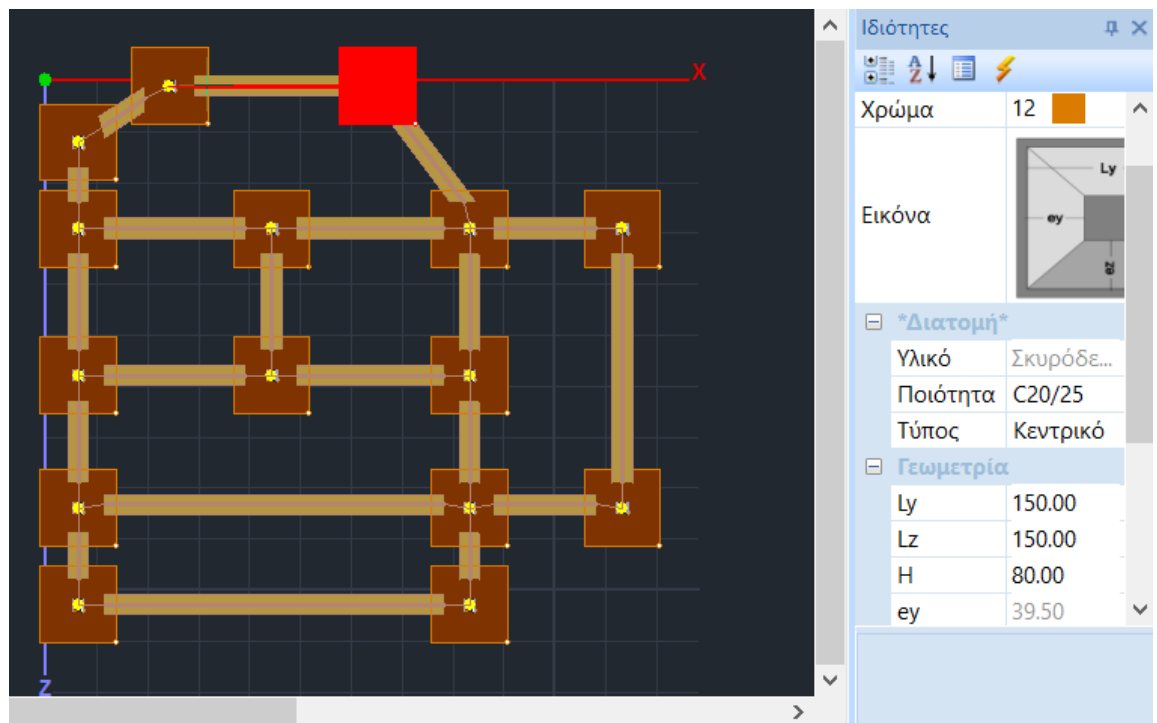 Ιδιότητες
A
Z
X
Χρώμα 12
Ly
Εικόνα
ey
ez
*Διατομή*
Υλικό Σκυρόδε...
Ποιότητα C20/25
Τύπος Κεντρικό
Γεωμετρία
Ly 150.00
Lz 150.00
H 80.00
ey 39.50
Z